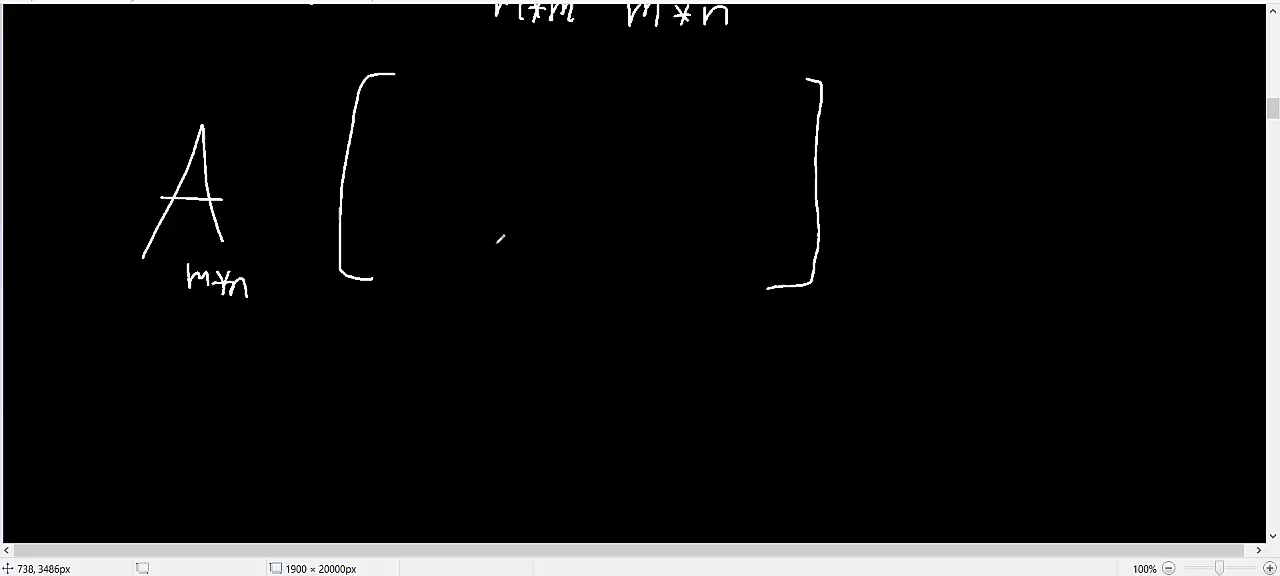 m*n
A
m*n
738, 3486px
1900 × 20000px
100%